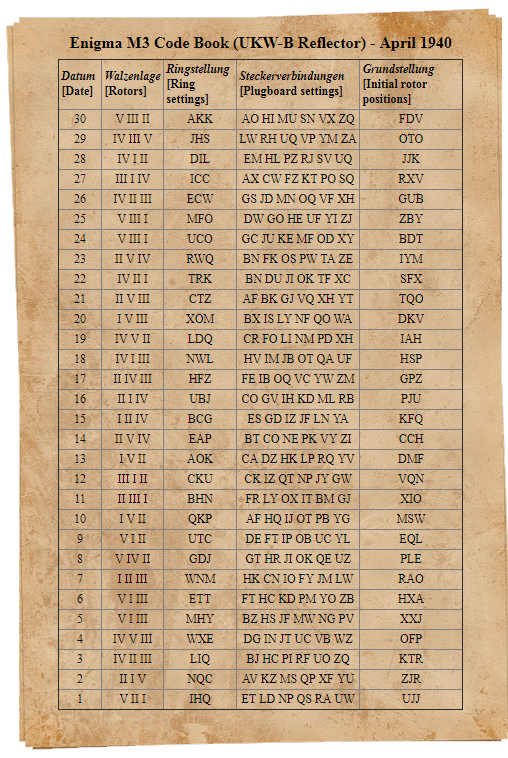 Enigma M3 Code Book (UKW-B Reflector) - April 1940
Datum [Date] Walzenlage [Rotors] Ringstellung [Ring settings] Steckerverbindungen [Plugboard settings] Grundstellung [Initial rotor positions]
30 V III II AKK AO HI MU SN VX ZQ FDV
29 IV III V JHS LW RH UQ VP YM ZA OTO
28 IV I II DIL EM HL PZ RJ SV UQ JJK
27 III I IV ICC AX CW FZ KT PO SQ RXV
26 IV II III ECW GS JD MN OQ VF XH GUB
25 V III I MFO DW GO HE UF YI ZJ ZBY
24 V III I UCO GC JU KE MF OD XY BDT
23 II V IV RWQ BN FK OS PW TA ZE IYM
22 IV II I TRK BN DU JI OK TF XC SFX
21 II V III CTZ AF BK GJ VQ XH YT TQO
20 I V III XOM BX IS LY NF QO WA DKV
19 IV V II LDQ CR FO LI NM PD XH IAH
18 IV I III NWL HV IM JB OT QA UF HSP
17 II IV III HFZ FE IB OQ VC YW ZM GPZ
16 II I IV UBJ CO GV IH KD ML RB PJU
15 I II IV BCG ES GD IZ JF LN YA KFQ
14 II V IV EAP BT CO NE PK VY ZI CCH
13 I V II AOK CA DZ HK LP RQ YV DMF
12 III I II CKU CK IZ QT NP JY GW VQN
11 II III I BHN FR LY OX IT BM GJ XIO
10 I V II QKP AF HQ IJ OT PB YG MSW
9 V I II UTC DE FT IP OB UC YL EQL
8 V IV II GDJ GT HR JI OK QE UZ PLE
7 I II III WNM HK CN IO FY JM LW RAO
6 V I III ETT FT HC KD PM YO ZB HXA
5 V I III MHY BZ HS JF MW NG PV XXJ
4 IV V III WXE DG IN JT UC VB WZ OFP
3 IV II III LIQ BJ HC PI RF UO ZQ KTR
2 II I V NQC AV KZ MS QP XF YU ZJR
1 V II I IHQ ET LD NP QS RA UW UJJ